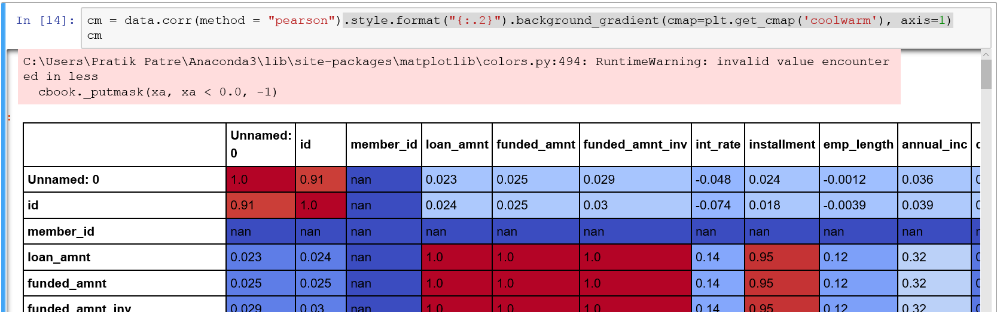 In [14]: cm = data.corr(method = "pearson").style.format("{:.2}").background_gradient(cmap=plt.get_cmap('coolwarm'), axis=1)
cm
C:\Users\Pratik Patre\Anaconda3\lib\site-packages\matplotlib\colors.py:494: RuntimeWarning: invalid value encounter
ed in less
cbook._putmask(xa, xa < 0.0, -1)
:
Unnamed: 0 id member_id loan_amnt funded_amnt funded_amnt_inv int_rate installment emp_length annual_inc
Unnamed: 0 1.0 0.91 nan 0.023 0.025 0.029 -0.048 0.024 -0.0012 0.036
id 0.91 1.0 nan 0.024 0.025 0.03 -0.074 0.018 -0.0039 0.039
member_id nan nan nan nan nan nan nan nan nan nan
loan_amnt 0.023 0.024 nan 1.0 1.0 1.0 0.14 0.95 0.12 0.32
funded_amnt 0.025 0.025 nan 1.0 1.0 1.0 0.14 0.95 0.12 0.32
funded_amnt_inv 0.029 0.03 nan 1.0 1.0 1.0 0.14 0.95 0.12 0.32